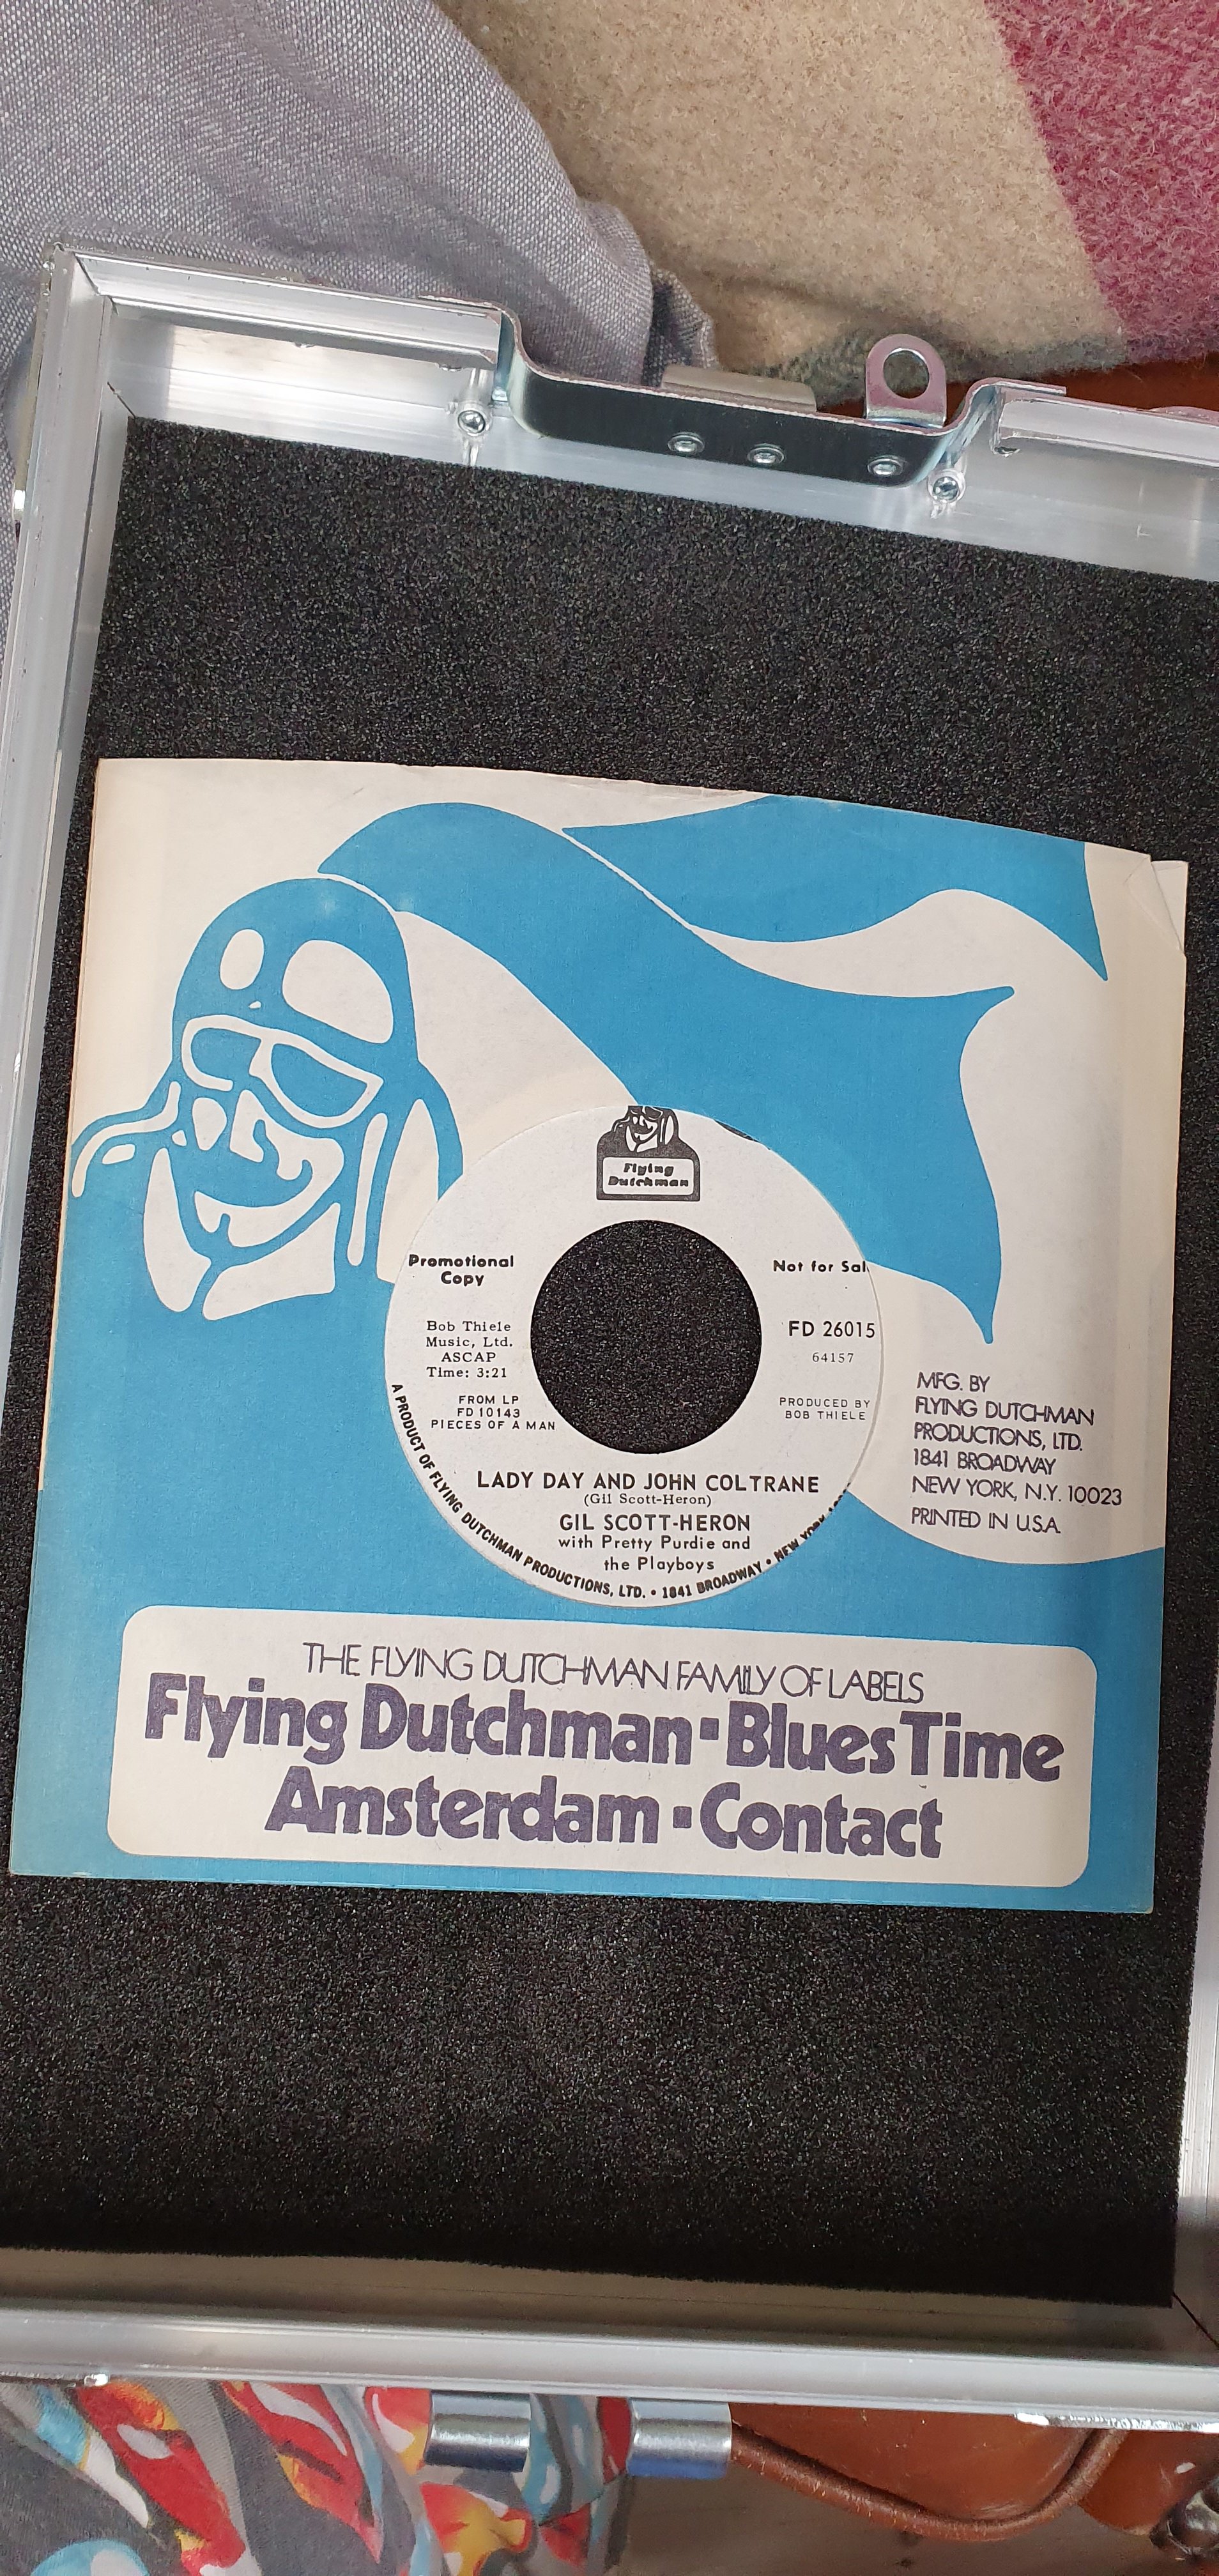 Flying
Dutchman
Promotional
Copy
Not for Sal
Bob Thiele
Music, Ltd.
ASCAP
Time: 3:21
FD 26015
64157
FROM LP
FD 10143
PIECES OF A MAN
PRODUCED BY
BOB THIELE
LADY DAY AND JOHN COLTRANE
(Gil Scott-Heron)
GIL SCOTT-HERON
with Pretty Purdie and
the Playboys
A PRODUCT OF FLYING DUTCHMAN PRODUCTIONS, LTD. • 1841 BROADWAY • NEW YORK
MFG. BY
FLYING DUTCHMAN
PRODUCTIONS, LTD.
1841 BROADWAY
NEW YORK, N.Y. 10023
PRINTED IN U.S.A.
THE FLYING DUTCHMAN FAMILY OF LABELS
Flying Dutchman▪BluesTime
Amsterdam▪Contact